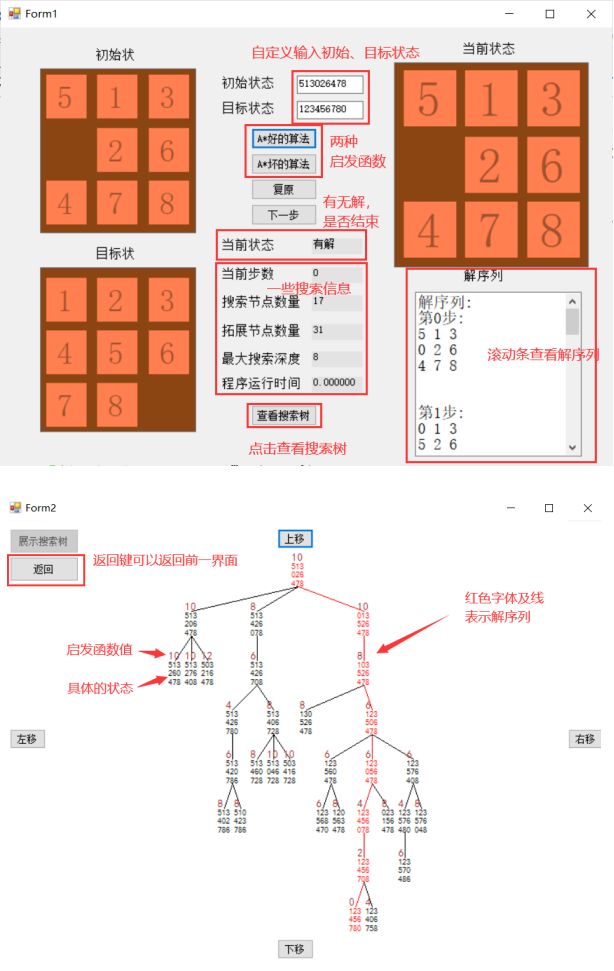 Form1
初始状
自定义输入初始、目标状态
当前状态
5 1 3
2 6
4 7 8
初始状态 513026478
目标状态 123456780
A*好的算法
A*坏的算法
两种
启发函数
复原
下一步
有无解,
是否结束
5 1 3
2 6
4 7 8
目标状
1 2 3
4 5 6
7 8
当前状态 有解
当前步数 0
一些搜索信息
搜索节点数量 17
拓展节点数量 31
最大搜索深度 8
程序运行时间 0.000000
查看搜索树
点击查看搜索树
解序列
解序列:
第0步:
5 1 3
0 2 6
4 7 8
第1步:
0 1 3
5 2 6
滚动条查看解序列
Form2
展示搜索树
返回
返回键可以返回前一界面
上移
红色字体及线
表示解序列
启发函数值
具体的状态
左移
右移
下移
10
513
026
478
10 8 10
513 513 013
206 426 526
478 078 478
10 10 12 6 8
513 513 503 513 103
260 276 216 426 526
478 408 478 708 478
4 8 8 6
513 513 130 123
426 406 526 506
780 728 478 478
6 8 10 10 6 6 6
513 513 513 503 123 123 123
420 460 046 416 560 056 576
786 728 728 728 478 478 408
8 8 6 8 4 8 4 8
513 510 123 120 123 023 123 123
402 423 568 563 456 156 576 576
786 786 470 478 078 478 480 048
2 6
123 123
456 570
708 486
0 4
123 123
456 406
780 758